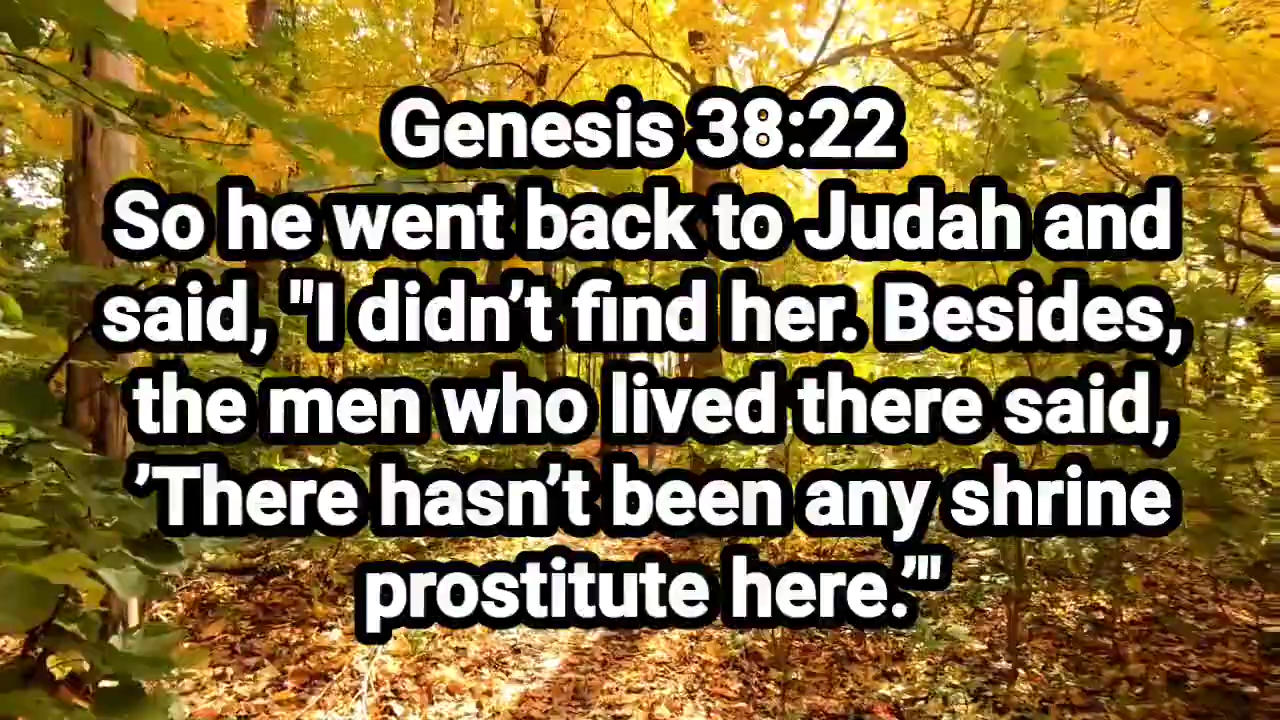 Genesis 38:22
So he went back to Judah and
said, "I didn’t find her. Besides,
the men who lived there said,
’There hasn’t been any shrine
prostitute here.’"